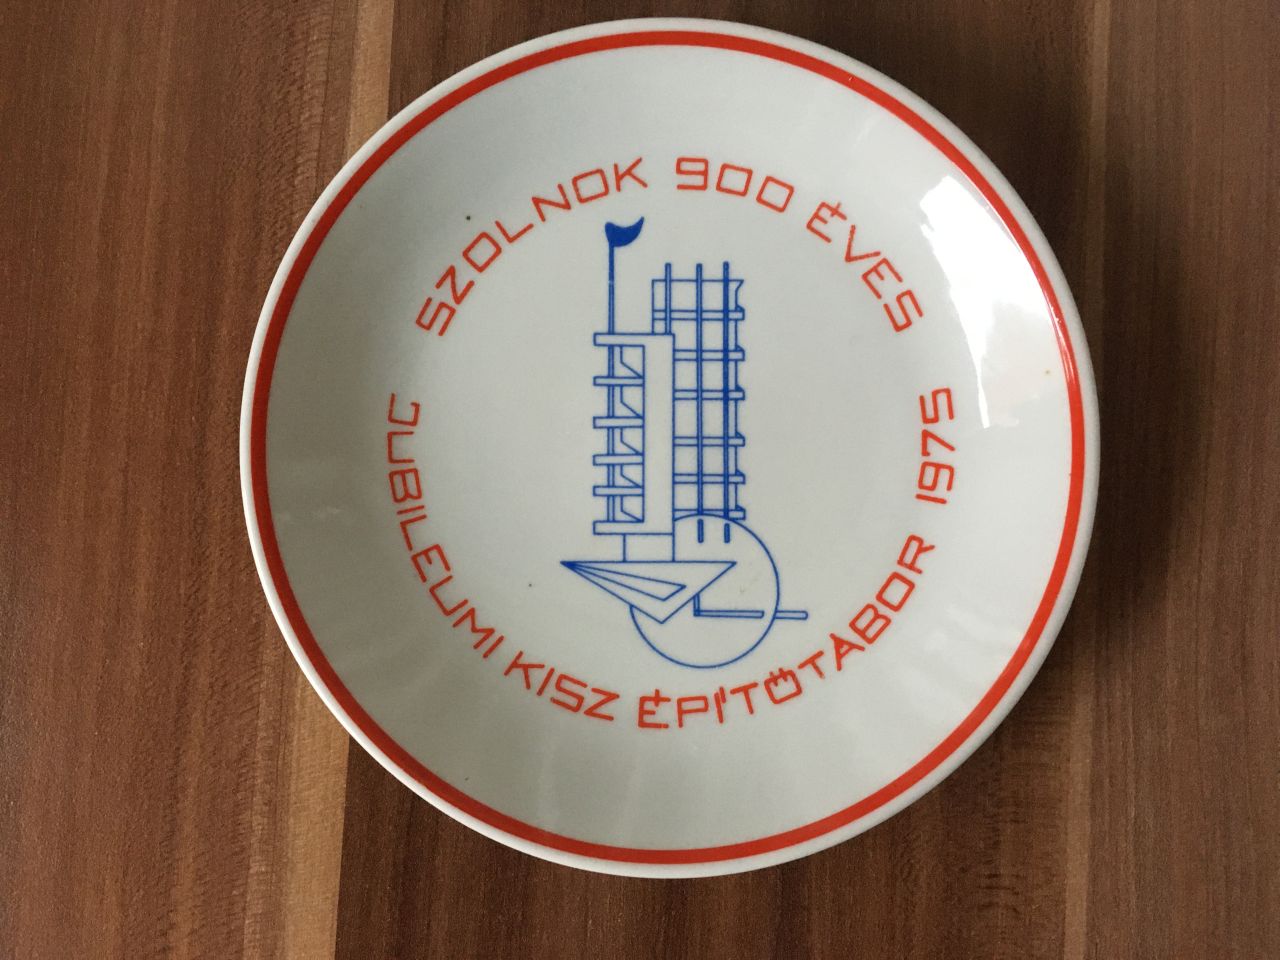 SZOLNOK 900 ÉVES
JUBILEUMI KISZ ÉPÍTŐTÁBOR 1975